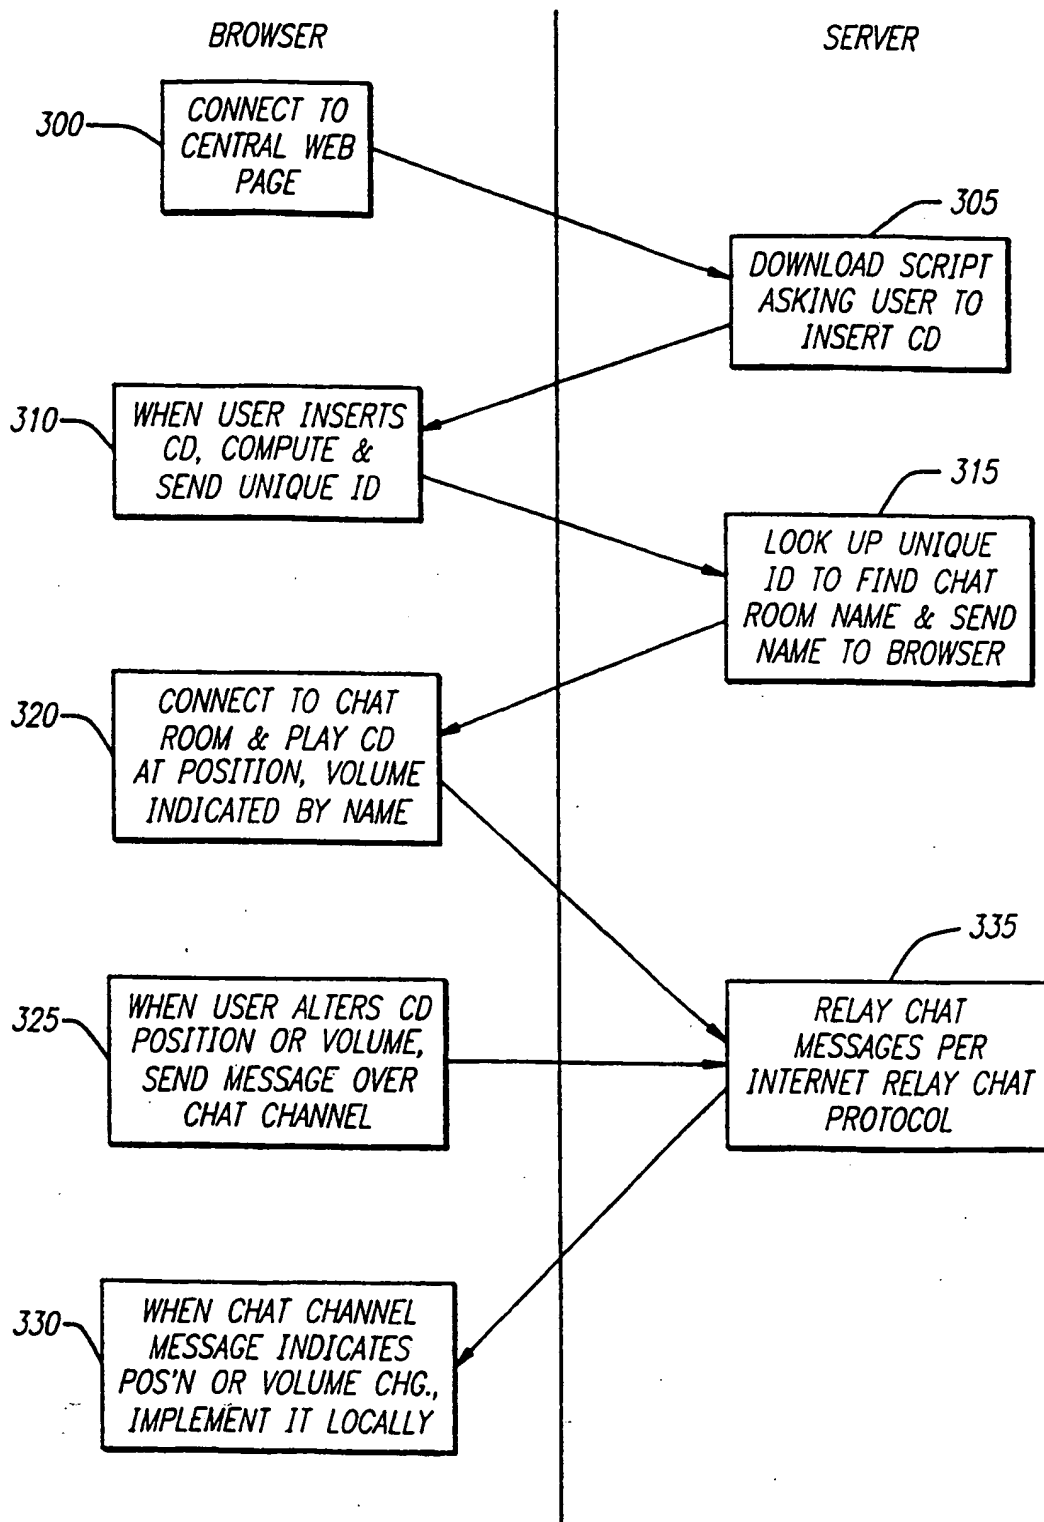 BROWSER
SERVER
300
CONNECT TO
CENTRAL WEB
PAGE
305
DOWNLOAD SCRIPT
ASKING USER TO
INSERT CD
310
WHEN USER INSERTS
CD, COMPUTE &
SEND UNIQUE ID
315
LOOK UP UNIQUE
ID TO FIND CHAT
ROOM NAME & SEND
NAME TO BROWSER
320
CONNECT TO CHAT
ROOM & PLAY CD
AT POSITION, VOLUME
INDICATED BY NAME
325
WHEN USER ALTERS CD
POSITION OR VOLUME,
SEND MESSAGE OVER
CHAT CHANNEL
335
RELAY CHAT
MESSAGES PER
INTERNET RELAY CHAT
PROTOCOL
330
WHEN CHAT CHANNEL
MESSAGE INDICATES
POS'N OR VOLUME CHG.,
IMPLEMENT IT LOCALLY